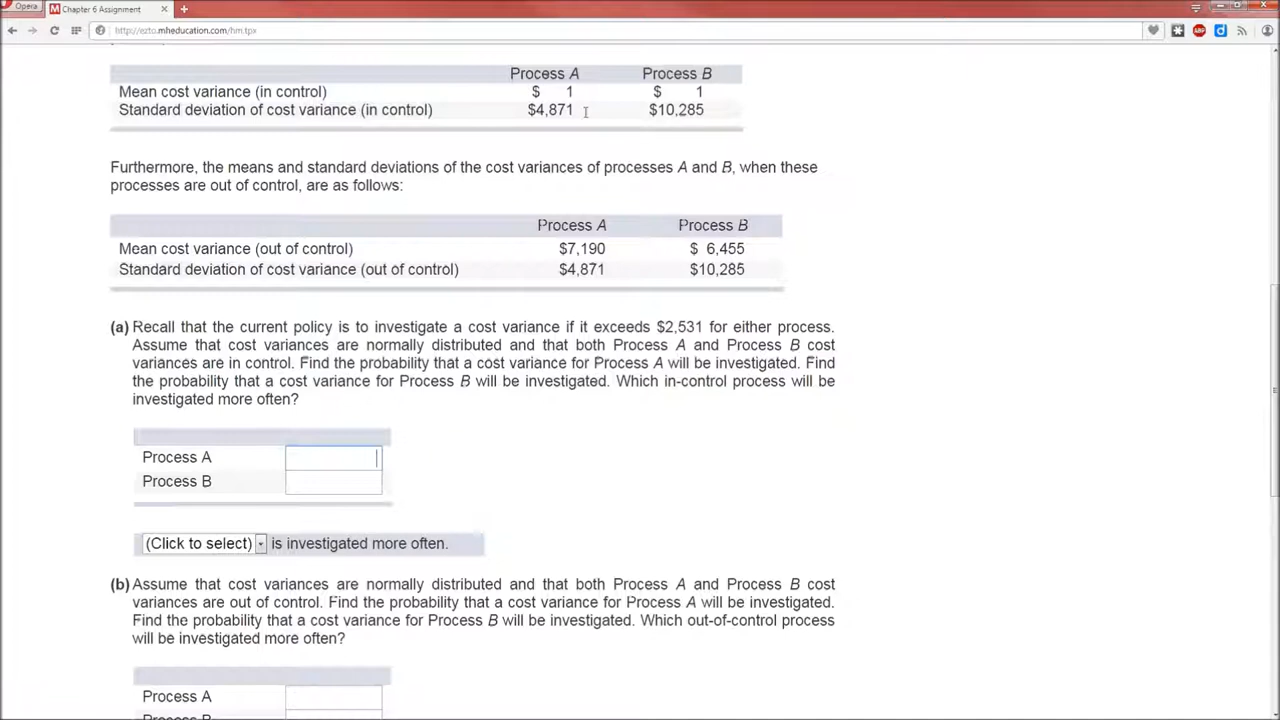 Opera
Chapter 6 Assignment
http://ezto.mheducation.com/hm.tpx
Process A Process B
Mean cost variance (in control) $ 1 $ 1
Standard deviation of cost variance (in control) $4,871 $10,285
Furthermore, the means and standard deviations of the cost variances of processes A and B, when these
processes are out of control, are as follows:
Process A Process B
Mean cost variance (out of control) $7,190 $ 6,455
Standard deviation of cost variance (out of control) $4,871 $10,285
(a) Recall that the current policy is to investigate a cost variance if it exceeds $2,531 for either process.
Assume that cost variances are normally distributed and that both Process A and Process B cost
variances are in control. Find the probability that a cost variance for Process A will be investigated. Find
the probability that a cost variance for Process B will be investigated. Which in-control process will be
investigated more often?
Process A
Process B
(Click to select) is investigated more often.
(b) Assume that cost variances are normally distributed and that both Process A and Process B cost
variances are out of control. Find the probability that a cost variance for Process A will be investigated.
Find the probability that a cost variance for Process B will be investigated. Which out-of-control process
will be investigated more often?
Process A
Process B